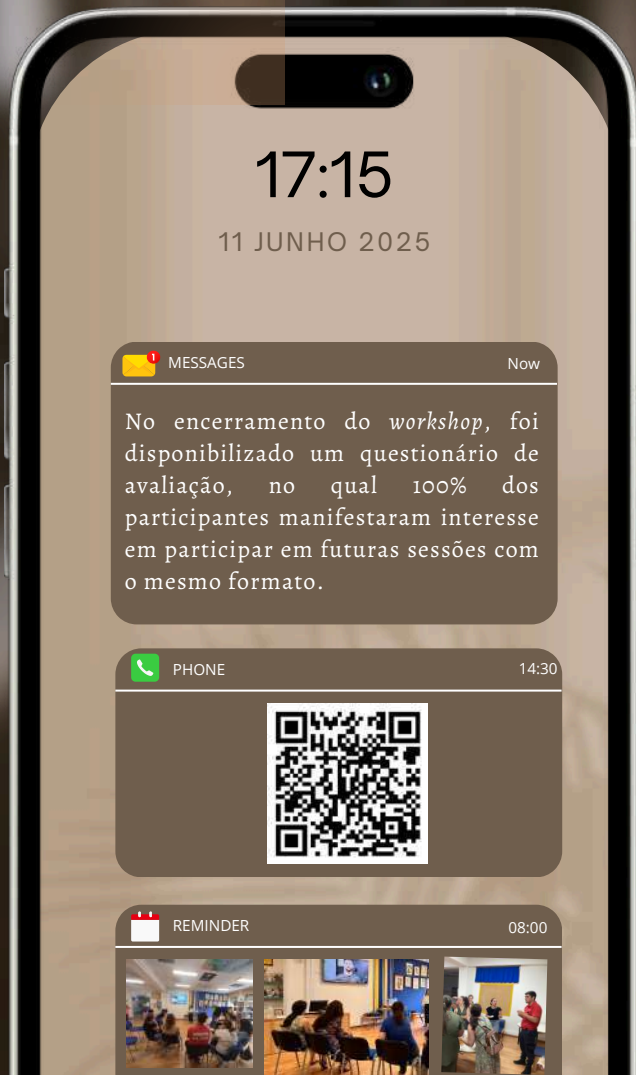 17:15
11 JUNHO 2025
1
MESSAGES
Now
No encerramento do workshop, foi
disponibilizado um questionário de
avaliação, no qual 100% dos
participantes manifestaram interesse
em participar em futuras sessões com
o mesmo formato.
PHONE
14:30
REMINDER
08:00